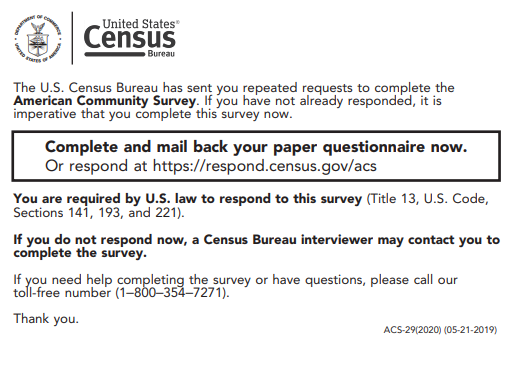 DEPARTMENT OF COMMERCE
UNITED STATES OF AMERICA
United States®
Census
Bureau
The U.S. Census Bureau has sent you repeated requests to complete the
American Community Survey. If you have not already responded, it is
imperative that you complete this survey now.
Complete and mail back your paper questionnaire now.
Or respond at https://respond.census.gov/acs
You are required by U.S. law to respond to this survey (Title 13, U.S. Code,
Sections 141, 193, and 221).
If you do not respond now, a Census Bureau interviewer may contact you to
complete the survey.
If you need help completing the survey or have questions, please call our
toll-free number (1–800–354–7271).
Thank you.
ACS-29(2020) (05-21-2019)